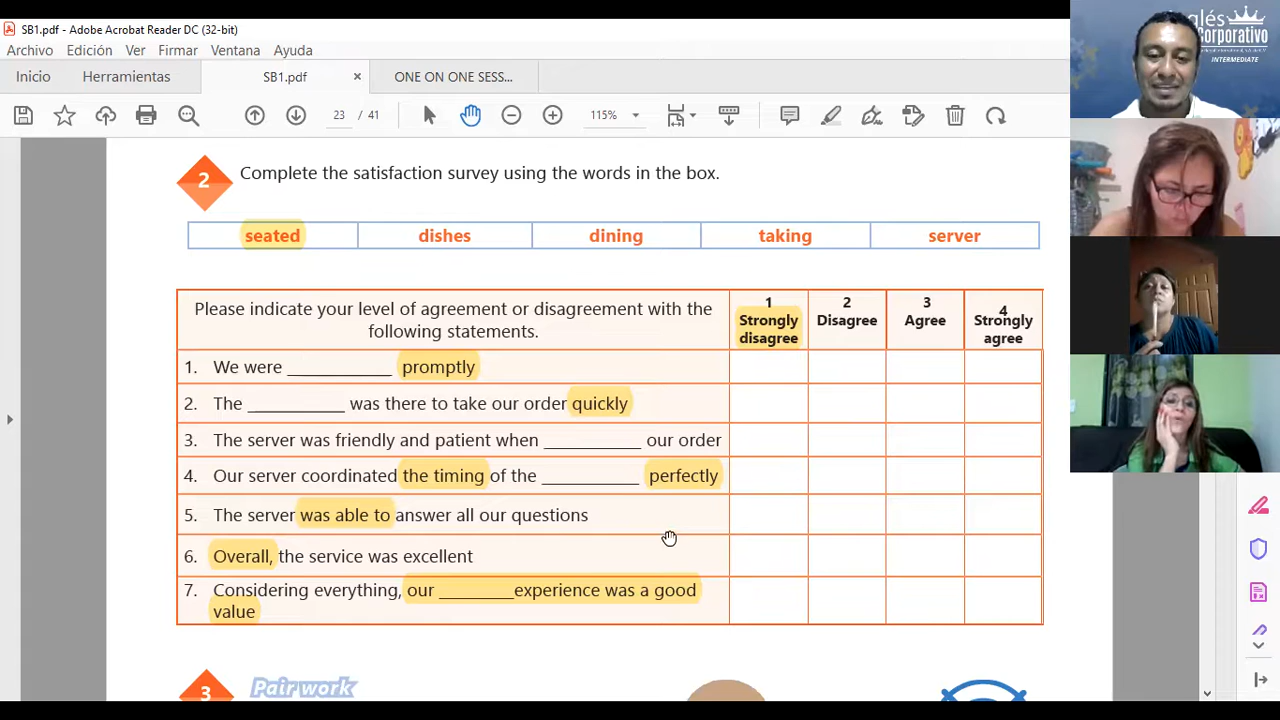 SB1.pdf - Adobe Acrobat Reader DC (32-bit)
Archivo Edición Ver Firmar Ventana Ayuda
Inicio Herramientas SB1.pdf × ONE ON ONE SESS...
23 / 41 115%
2 Complete the satisfaction survey using the words in the box.
seated dishes dining taking server
Please indicate your level of agreement or disagreement with the
following statements.
1
Strongly
disagree
2
Disagree
3
Agree
4
Strongly
agree
1. We were ____________ promptly
2. The ___________ was there to take our order quickly
3. The server was friendly and patient when ___________ our order
4. Our server coordinated the timing of the ___________ perfectly
5. The server was able to answer all our questions
6. Overall, the service was excellent
7. Considering everything, our _________experience was a good
value
3 Pair work
Inglés
Corporativo
INTERMEDIATE